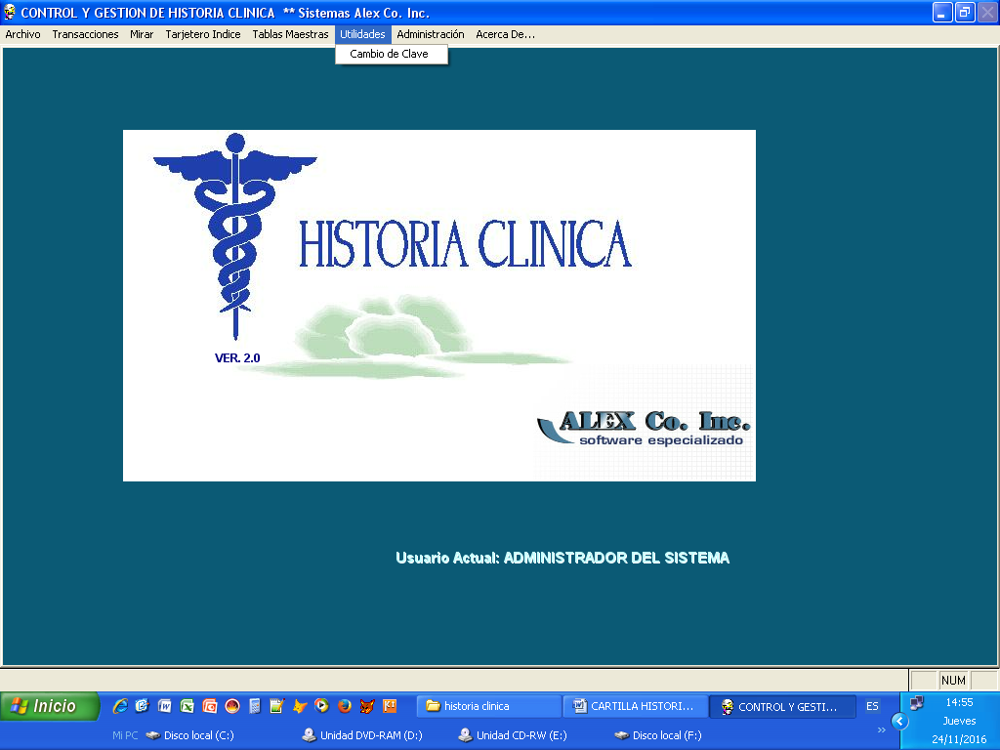 CONTROL Y GESTION DE HISTORIA CLINICA ** Sistemas Alex Co. Inc.
Archivo Transacciones Mirar Tarjetero Indice Tablas Maestras Utilidades Administración Acerca De...
Cambio de Clave
HISTORIA CLINICA
VER. 2.0
ALEX Co. Inc.
software especializado
Usuario Actual: ADMINISTRADOR DEL SISTEMA
NUM
Inicio historia clinica CARTILLA HISTORI... CONTROL Y GESTI... ES 14:55
Jueves
Mi PC Disco local (C:) Unidad DVD-RAM (D:) Unidad CD-RW (E:) Disco local (F:) 24/11/2016